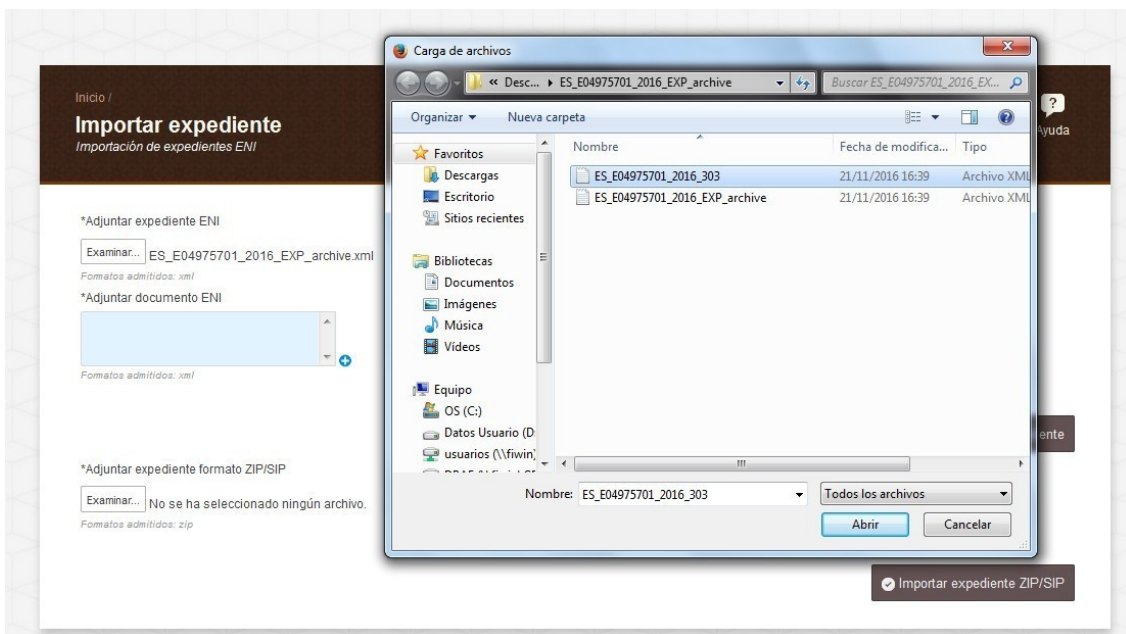 Inicio /
Importar expediente
Importación de expedientes ENI
Ayuda
*Adjuntar expediente ENI
Examinar... ES_E04975701_2016_EXP_archive.xml
Formatos admitidos: xml
*Adjuntar documento ENI
Formatos admitidos: xml
ente
*Adjuntar expediente formato ZIP/SIP
Examinar... No se ha seleccionado ningún archivo.
Formatos admitidos: zip
Importar expediente ZIP/SIP
Carga de archivos
« Desc... ▸ ES_E04975701_2016_EXP_archive
Buscar ES_E04975701_2016_EX...
Organizar Nueva carpeta
Favoritos
Descargas
Escritorio
Sitios recientes
Bibliotecas
Documentos
Imágenes
Música
Vídeos
Equipo
OS (C:)
Datos Usuario (D:
usuarios (\\fiwin)
Nombre Fecha de modifica... Tipo
ES_E04975701_2016_303 21/11/2016 16:39 Archivo XML
ES_E04975701_2016_EXP_archive 21/11/2016 16:39 Archivo XML
Nombre: ES_E04975701_2016_303 Todos los archivos
Abrir Cancelar